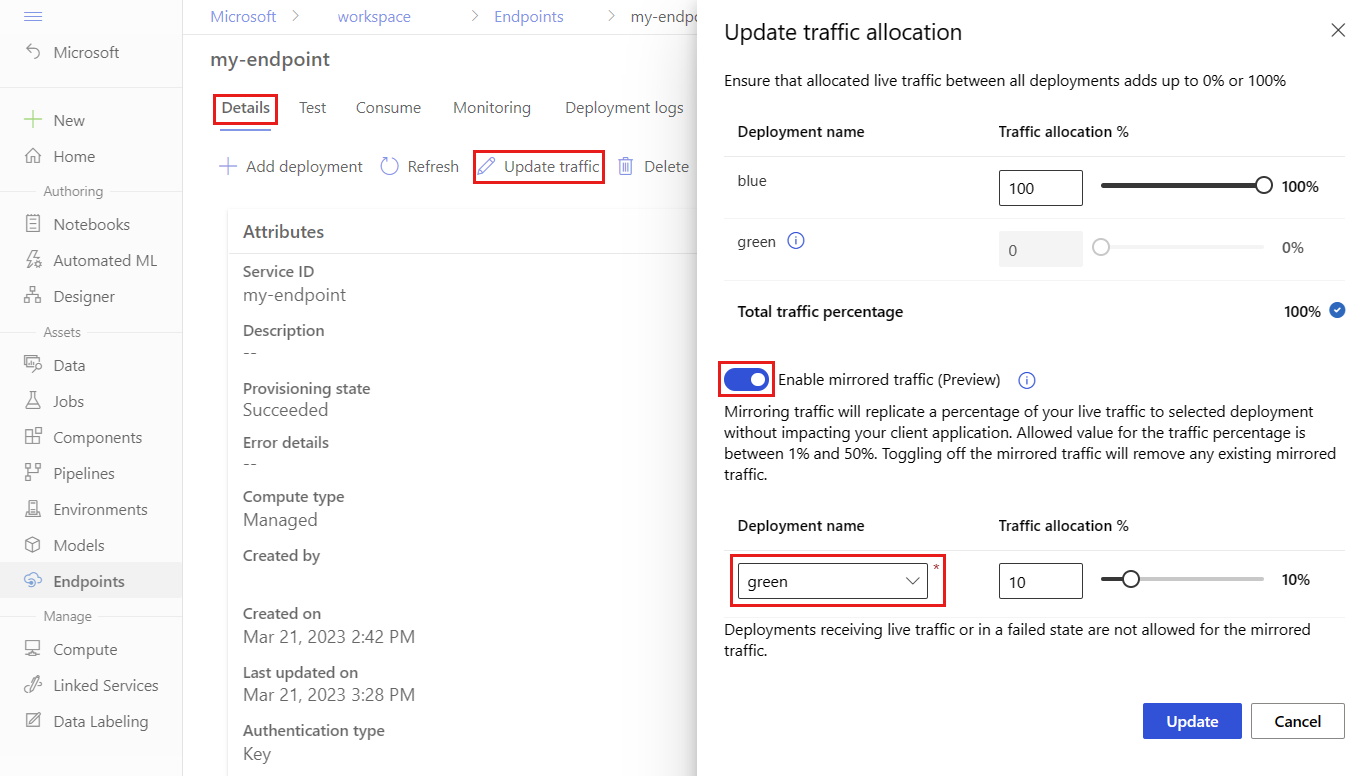 Microsoft
New
Home
Authoring
Notebooks
Automated ML
Designer
Assets
Data
Jobs
Components
Pipelines
Environments
Models
Endpoints
Manage
Compute
Linked Services
Data Labeling
Microsoft > workspace > Endpoints >
my-endpoint
Details Test Consume Monitoring Deployment logs
Add deployment Refresh Update traffic Delete
Attributes
Service ID
my-endpoint
Description
--
Provisioning state
Succeeded
Error details
--
Compute type
Managed
Created by
Created on
Mar 21, 2023 2:42 PM
Last updated on
Mar 21, 2023 3:28 PM
Authentication type
Key
Update traffic allocation
Ensure that allocated live traffic between all deployments adds up to 0% or 100%
Deployment name Traffic allocation %
blue 100 100%
green 0 0%
Total traffic percentage 100%
Enable mirrored traffic (Preview)
Mirroring traffic will replicate a percentage of your live traffic to selected deployment
without impacting your client application. Allowed value for the traffic percentage is
between 1% and 50%. Toggling off the mirrored traffic will remove any existing mirrored
traffic.
Deployment name Traffic allocation %
green * 10 10%
Deployments receiving live traffic or in a failed state are not allowed for the mirrored
traffic.
Update Cancel